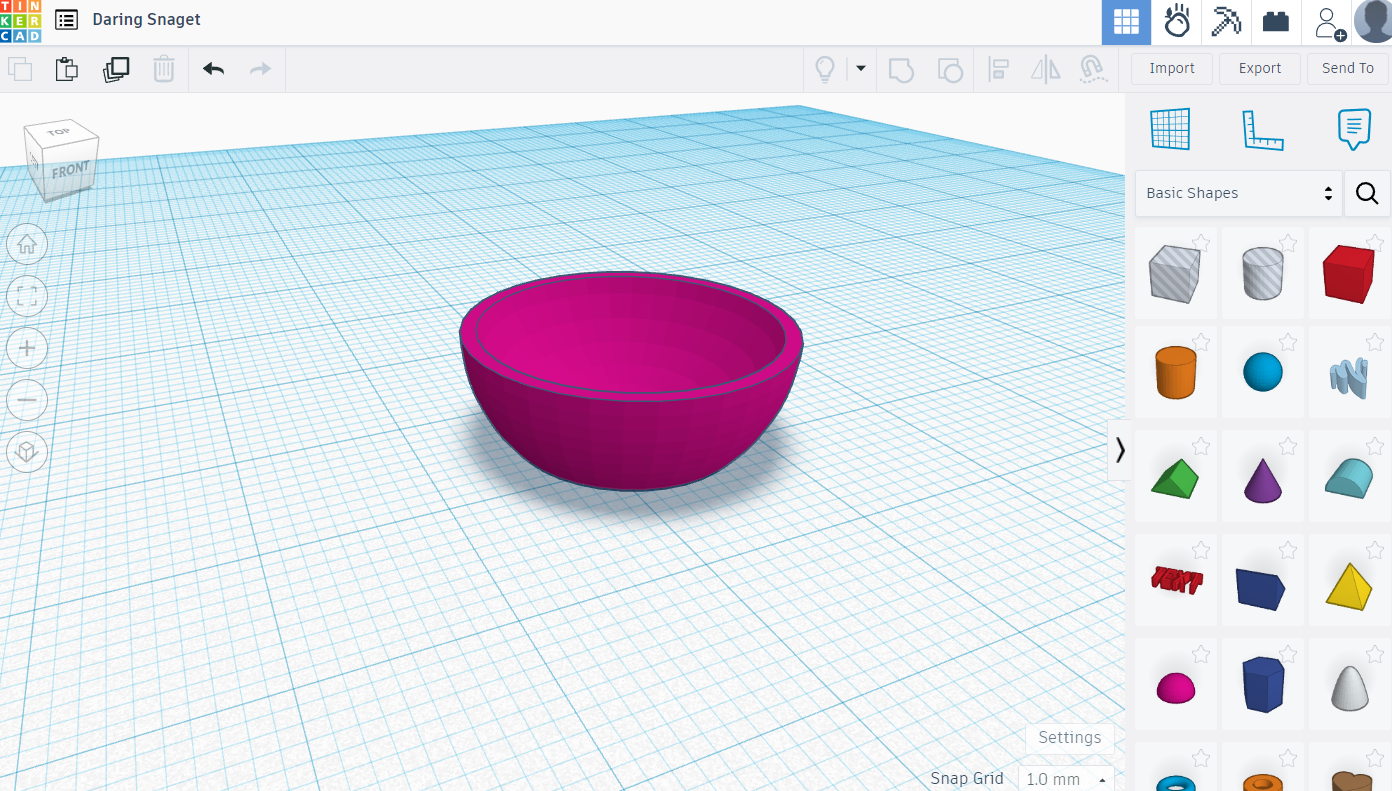 TIN
KER
CAD
Daring Snaget
Import
Export
Send To
TOP
FRONT
Basic Shapes
TEXT
Settings
Snap Grid
1.0 mm